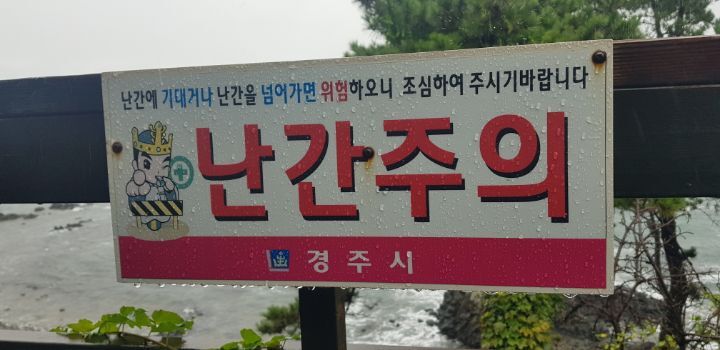 난간에 기대거나 난간을 넘어가면 위험하오니 조심하여 주시기바랍니다
난간주의
경주시